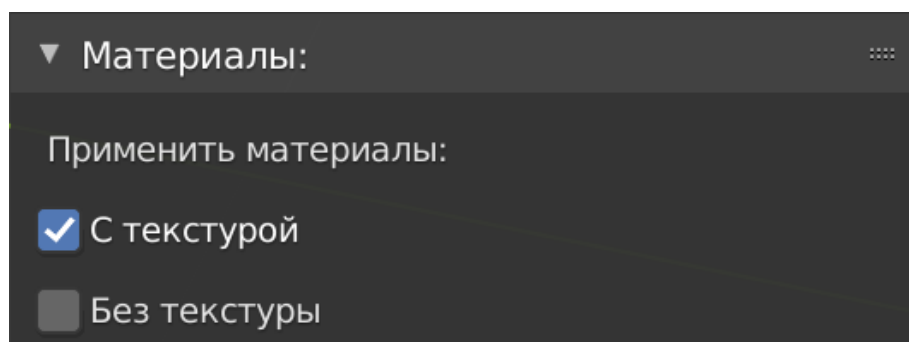 Материалы:
Применить материалы:
С текстурой
Без текстуры